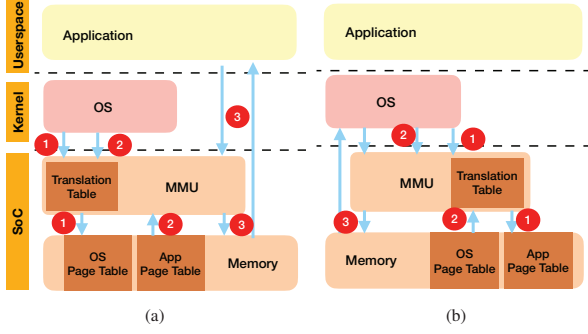 Userspace
Application
Kernel
OS
1
2
3
SoC
Translation
Table
MMU
1
2
3
OS
Page Table
App
Page Table
Memory
(a)
Application
OS
2
1
MMU
Translation
Table
3
2
1
Memory
OS
Page Table
App
Page Table
(b)